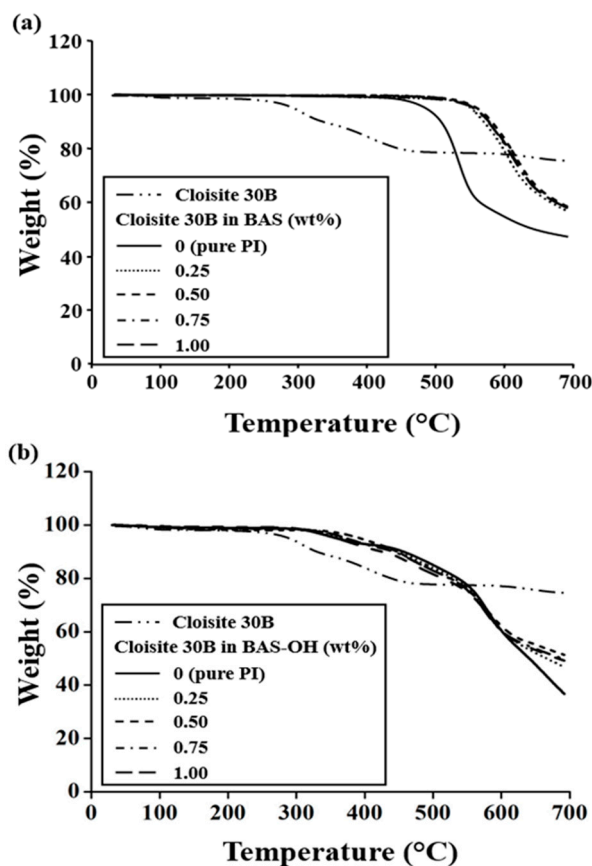 (a)
120
100
80
60
40
20
0
Weight (%)
Cloisite 30B
Cloisite 30B in BAS (wt%)
0 (pure PI)
0.25
0.50
0.75
1.00
0 100 200 300 400 500 600 700
Temperature (°C)
(b)
120
100
80
60
40
20
0
Weight (%)
Cloisite 30B
Cloisite 30B in BAS-OH (wt%)
0 (pure PI)
0.25
0.50
0.75
1.00
0 100 200 300 400 500 600 700
Temperature (°C)